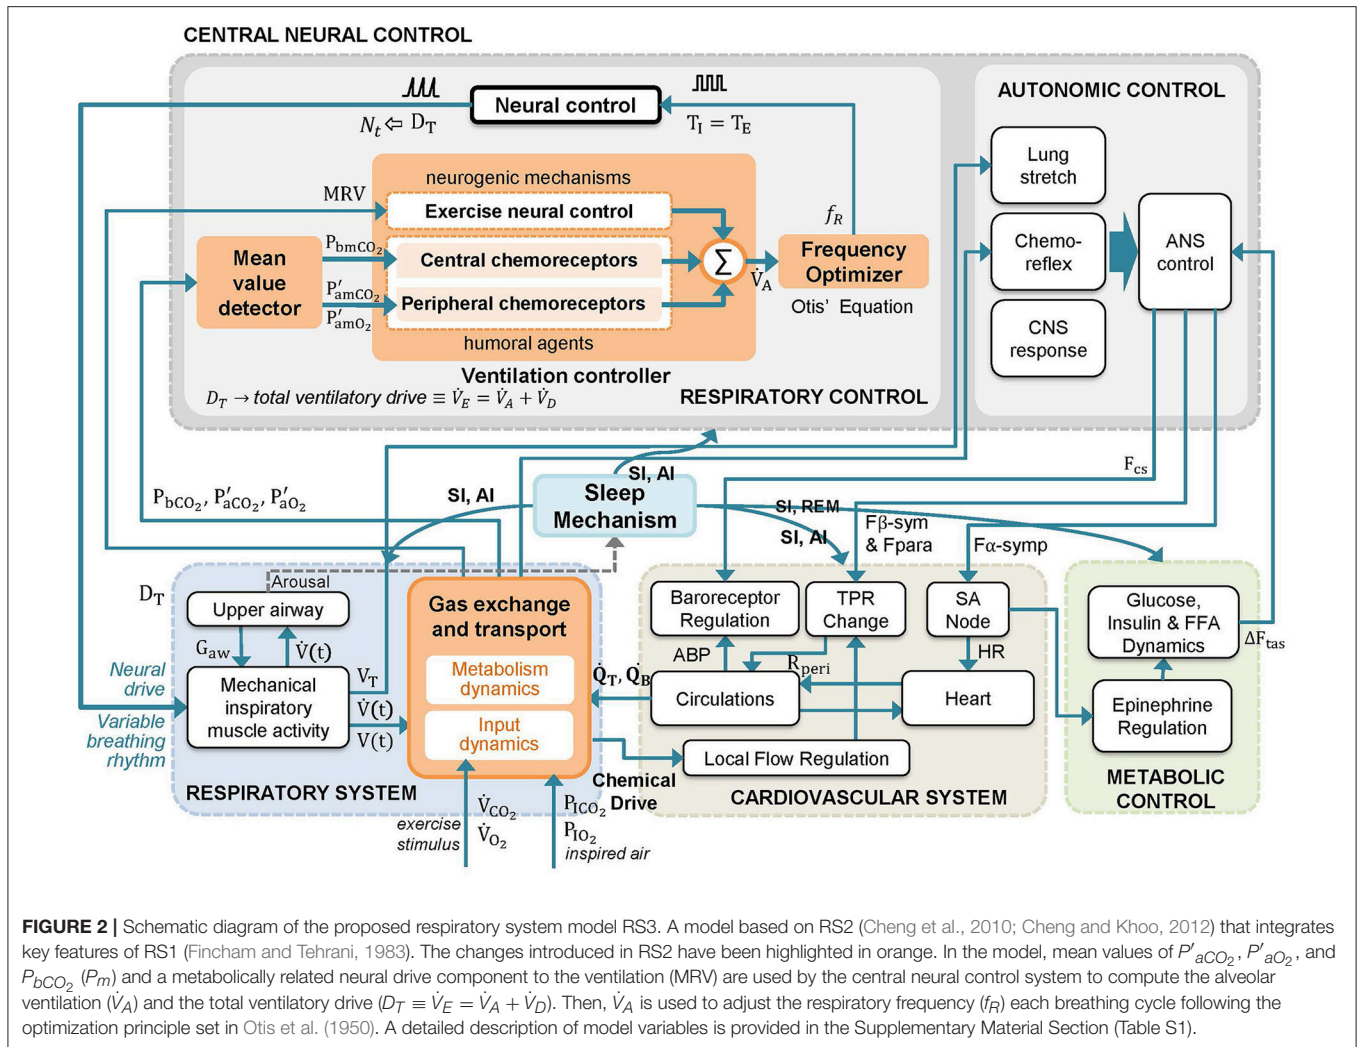 CENTRAL NEURAL CONTROL
Neural control
N_t ⇐ D_T
T_I = T_E
AUTONOMIC CONTROL
Lung
stretch
Chemo-
reflex
CNS
response
ANS
control
MRV
neurogenic mechanisms
Exercise neural control
P_bmCO₂
Central chemoreceptors
P′_amCO₂
P′_amO₂
Peripheral chemoreceptors
Mean
value
detector
humoral agents
∑
V̇_A
f_R
Frequency
Optimizer
Otis' Equation
Ventilation controller
D_T → total ventilatory drive ≡ V̇_E = V̇_A + V̇_D
RESPIRATORY CONTROL
F_cs
SI, AI
Sleep
Mechanism
P_bCO₂, P′_aCO₂, P′_aO₂
SI, AI
SI, REM
SI, AI
Fβ-sym
& Fpara
Fα-symp
Arousal
D_T
Upper airway
G_aw
V̇(t)
Neural
drive
Variable
breathing
rhythm
Mechanical
inspiratory
muscle activity
V_T
V̇(t)
V(t)
RESPIRATORY SYSTEM
Gas exchange
and transport
Metabolism
dynamics
Input
dynamics
Q̇_T, Q̇_B
Chemical
Drive
exercise
stimulus
V̇_CO₂
V̇_O₂
P_ICO₂
P_IO₂
inspired air
Baroreceptor
Regulation
TPR
Change
SA
Node
ABP
R_peri
HR
Circulations
Heart
Local Flow Regulation
CARDIOVASCULAR SYSTEM
Glucose,
Insulin & FFA
Dynamics
ΔF_tas
Epinephrine
Regulation
METABOLIC
CONTROL
FIGURE 2 | Schematic diagram of the proposed respiratory system model RS3. A model based on RS2 (Cheng et al., 2010; Cheng and Khoo, 2012) that integrates
key features of RS1 (Fincham and Tehrani, 1983). The changes introduced in RS2 have been highlighted in orange. In the model, mean values of P′_aCO₂, P′_aO₂, and
P_bCO₂ (P_m) and a metabolically related neural drive component to the ventilation (MRV) are used by the central neural control system to compute the alveolar
ventilation (V̇_A) and the total ventilatory drive (D_T ≡ V̇_E = V̇_A + V̇_D). Then, V̇_A is used to adjust the respiratory frequency (f_R) each breathing cycle following the
optimization principle set in Otis et al. (1950). A detailed description of model variables is provided in the Supplementary Material Section (Table S1).